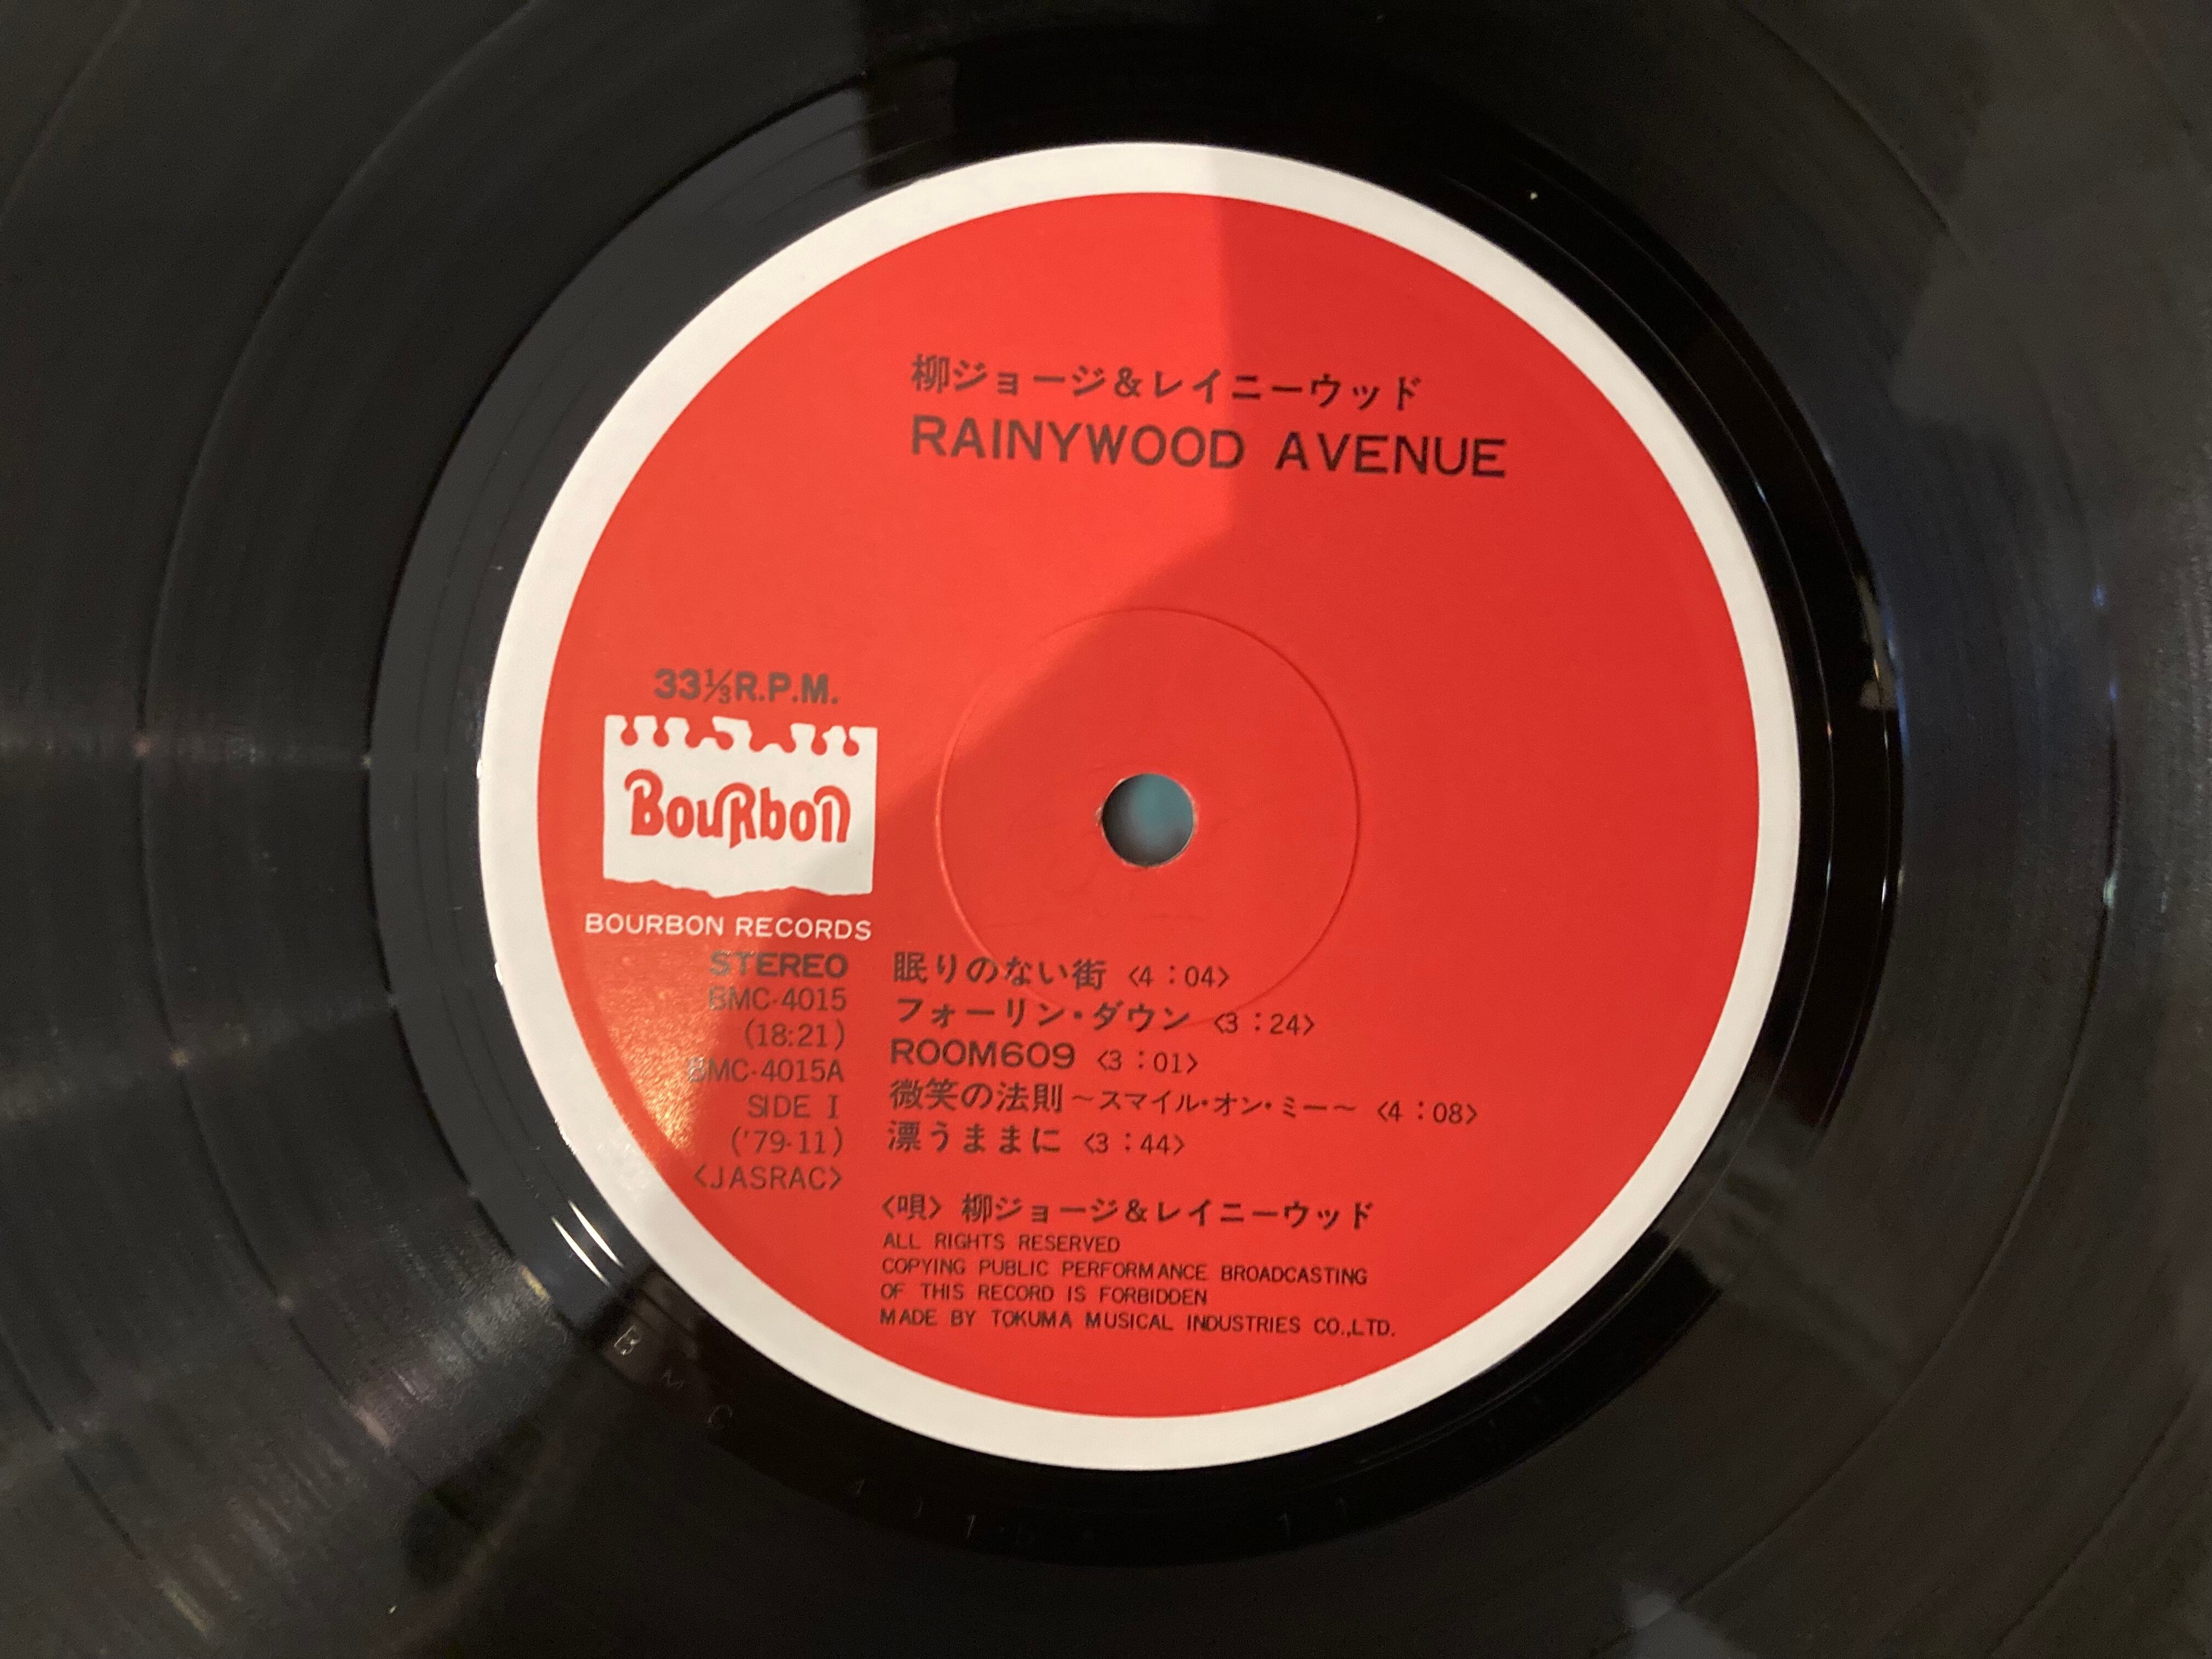 柳ジョージ&レイニーウッド
RAINYWOOD AVENUE
33⅓R.P.M.
BouRbon
BOURBON RECORDS
STEREO
BMC-4015
(18:21)
BMC-4015A
SIDE I
('79-11)
<JASRAC>
眠りのない街 <4:04>
フォーリン・ダウン <3:24>
ROOM609 <3:01>
微笑の法則~スマイル・オン・ミー~ <4:08>
漂うままに <3:44>
<唄> 柳ジョージ&レイニーウッド
ALL RIGHTS RESERVED
COPYING PUBLIC PERFORMANCE BROADCASTING
OF THIS RECORD IS FORBIDDEN
MADE BY TOKUMA MUSICAL INDUSTRIES CO.,LTD.
B M C